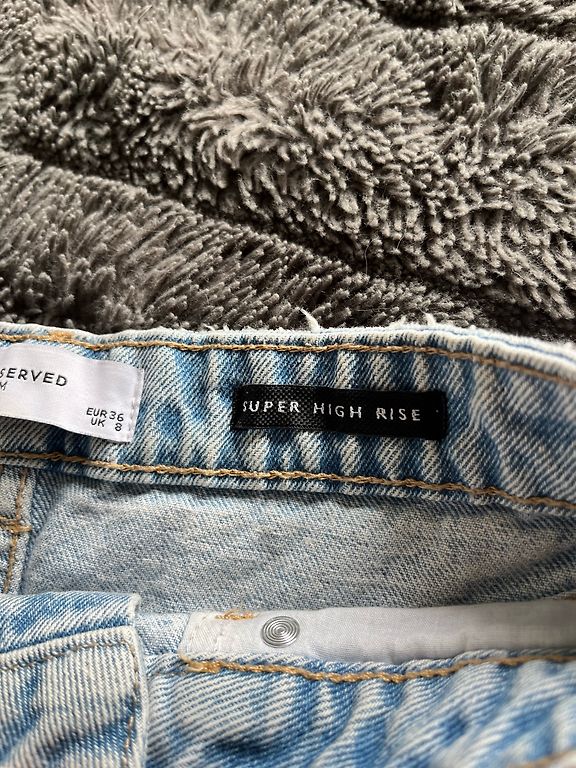 SERVED
M
EUR 36
UK 8
SUPER HIGH RISE